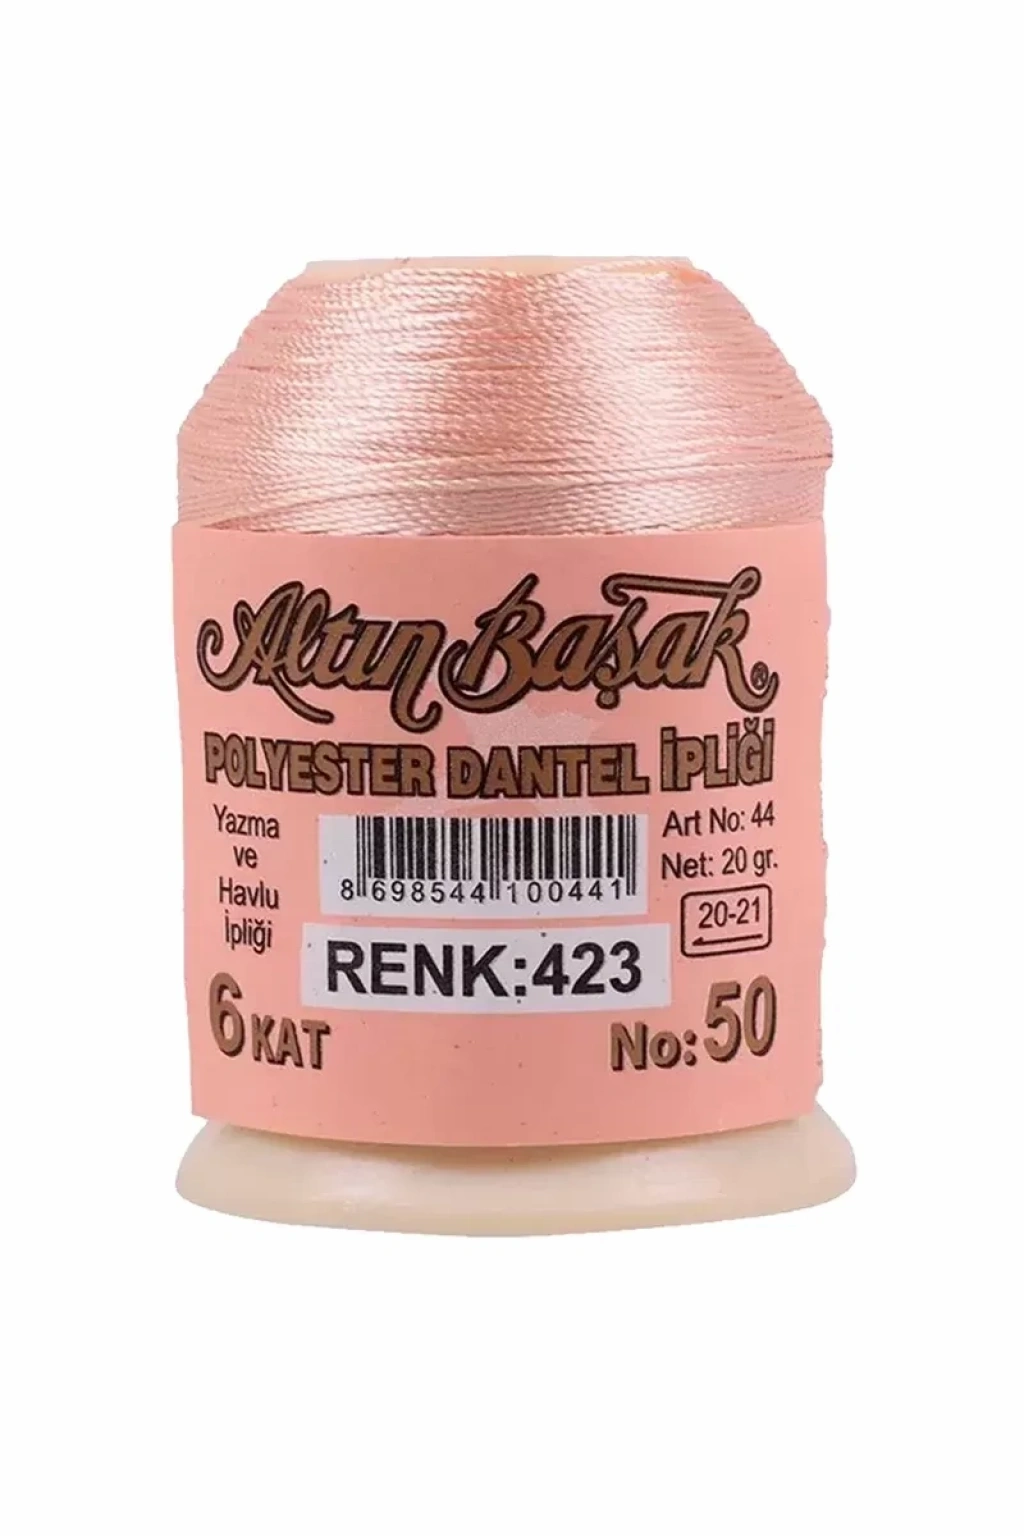 Altın Başak ®
POLYESTER DANTEL İPLİĞİ
Yazma
ve
Havlu
İpliği
8 698544 100441
Art No: 44
Net: 20 gr.
20-21
RENK:423
6 KAT
No: 50